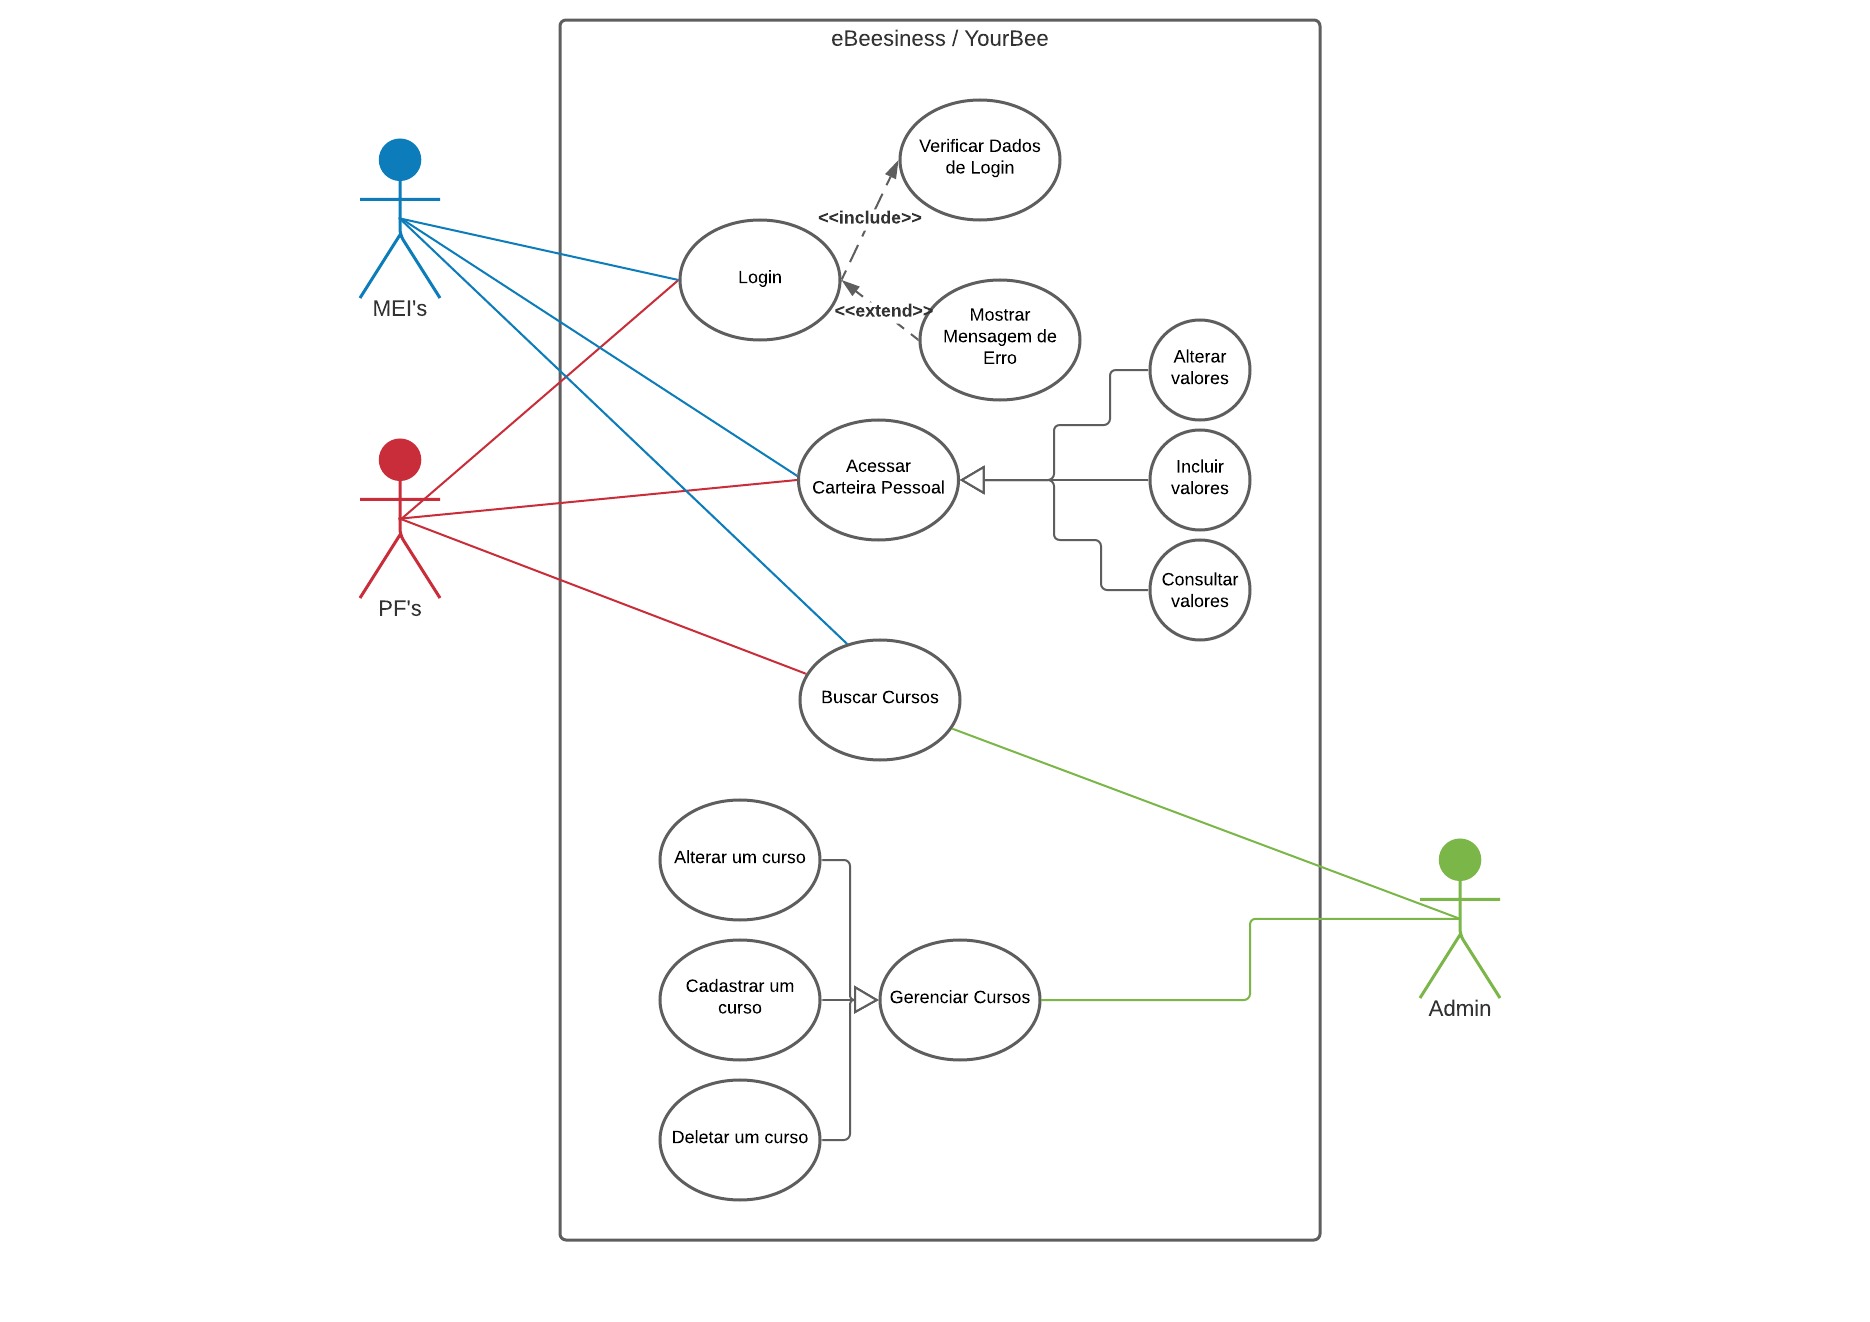 eBeesiness / YourBee
Verificar Dados
de Login
<<include>>
Login
MEI's
<<extend>>
Mostrar
Mensagem de
Erro
Alterar
valores
Acessar
Carteira Pessoal
Incluir
valores
Consultar
valores
PF's
Buscar Cursos
Alterar um curso
Cadastrar um
curso
Gerenciar Cursos
Admin
Deletar um curso